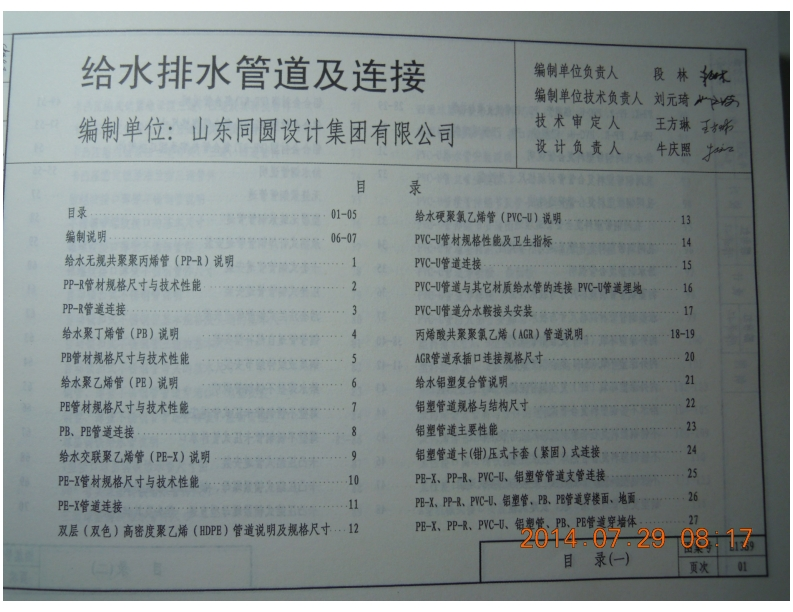 给水排水管道及连接
编制单位：山东同圆设计集团有限公司
编制单位负责人 段 林
编制单位技术负责人 刘元琦
技术审定人 王方琳
设计负责人 牛庆照
目 录
目录 01-05
编制说明 06-07
给水无规共聚聚丙烯管（PP-R）说明 1
PP-R管材规格尺寸与技术性能 2
PP-R管道连接 3
给水聚丁烯管（PB）说明 4
PB管材规格尺寸与技术性能 5
给水聚乙烯管（PE）说明 6
PE管材规格尺寸与技术性能 7
PB、PE管道连接 8
给水交联聚乙烯管（PE-X）说明 9
PE-X管材规格尺寸与技术性能 10
PE-X管道连接 11
双层（双色）高密度聚乙烯（HDPE）管道说明及规格尺寸 12
给水硬聚氯乙烯管（PVC-U）说明 13
PVC-U管材规格性能及卫生指标 14
PVC-U管道连接 15
PVC-U管道与其它材质给水管的连接 PVC-U管道埋地 16
PVC-U管道分水鞍接头安装 17
丙烯酸共聚聚氯乙烯（AGR）管道说明 18-19
AGR管道承插口连接规格尺寸 20
给水铝塑复合管说明 21
铝塑管道规格与结构尺寸 22
铝塑管道主要性能 23
铝塑管道卡(钳)压式卡套（紧固）式连接 24
PE-X、PP-R、PVC-U、铝塑管管道支管连接 25
PE-X、PP-R、PVC-U、铝塑管、PB、PE管道穿楼面、地面 26
PE-X、PP-R、PVC-U、铝塑管、PB、PE管道穿墙体 27
2014.07.29 08:17
目 录(一)
页次 01